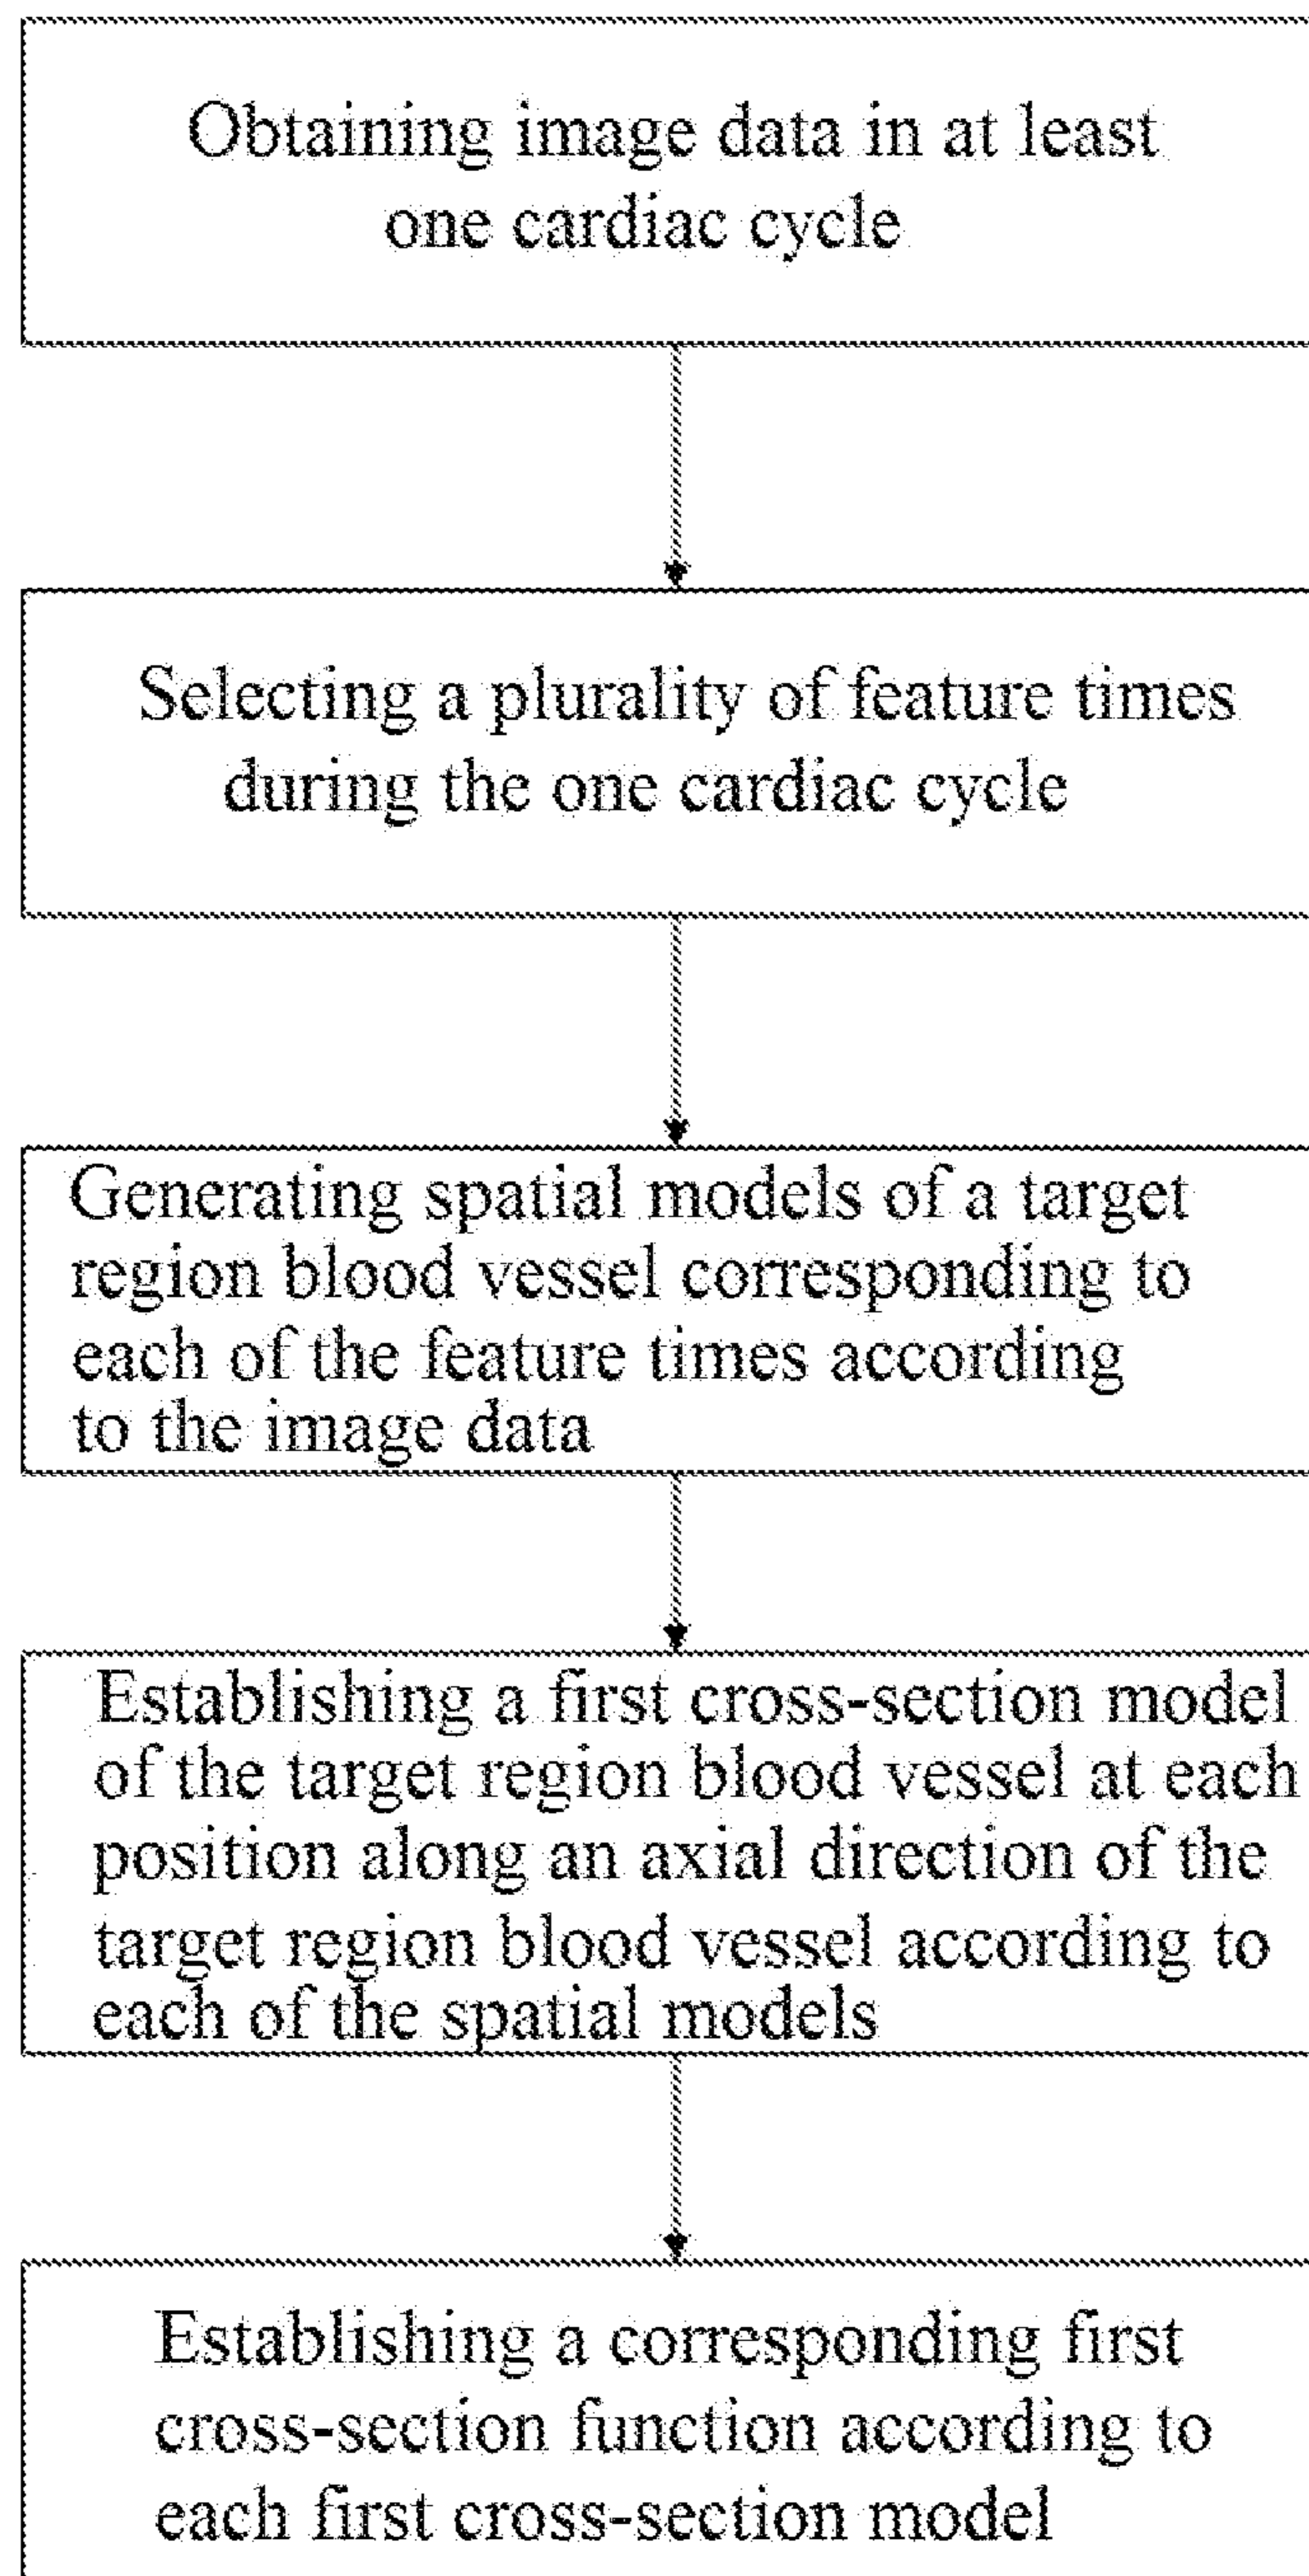 Obtaining image data in at least
one cardiac cycle
Selecting a plurality of feature times
during the one cardiac cycle
Generating spatial models of a target
region blood vessel corresponding to
each of the feature times according
to the image data
Establishing a first cross-section model
of the target region blood vessel at each
position along an axial direction of the
target region blood vessel according to
each of the spatial models
Establishing a corresponding first
cross-section function according to
each first cross-section model